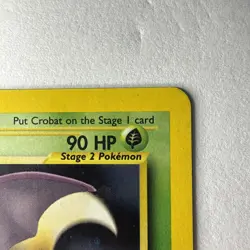 Put Crobat on the Stage 1 card
90 HP
Stage 2 Pokémon